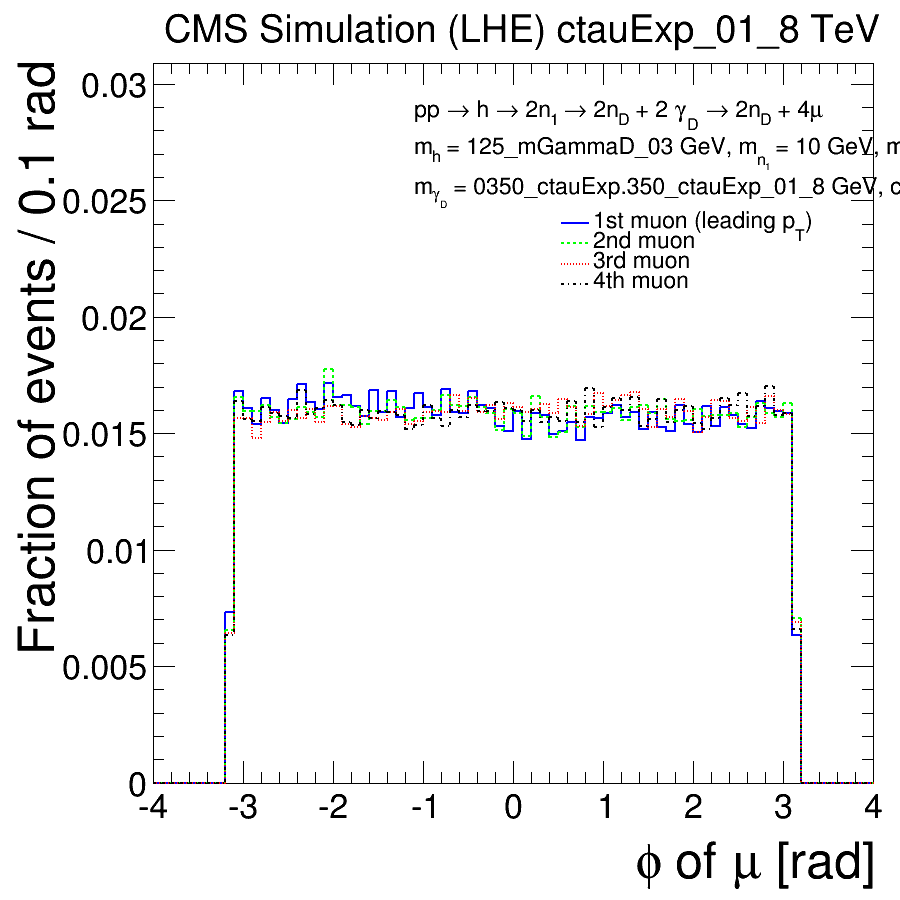 CMS Simulation (LHE) ctauExp_01_8 TeV
pp → h → 2n1 → 2nD + 2 γD → 2nD + 4μ
mh = 125_mGammaD_03 GeV, mn1 = 10 GeV, m
mγD = 0350_ctauExp.350_ctauExp_01_8 GeV, c
1st muon (leading pT)
2nd muon
3rd muon
4th muon
Fraction of events / 0.1 rad
0.03
0.025
0.02
0.015
0.01
0.005
0
-4 -3 -2 -1 0 1 2 3 4
ϕ of μ [rad]